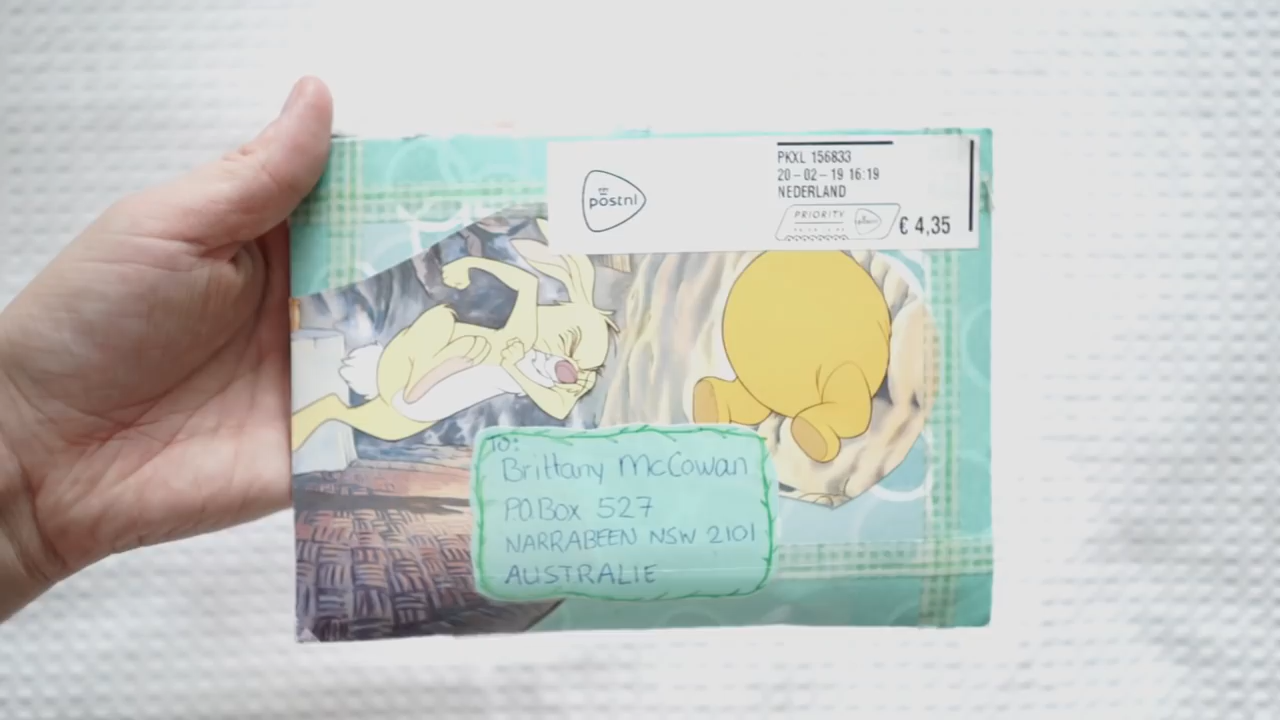 postnl
PKXL 156833
20-02-19 16:19
NEDERLAND
PRIORITY
€ 4,35
TO:
Brittany McCowan
P.O.Box 527
NARRABEEN NSW 2101
AUSTRALIE